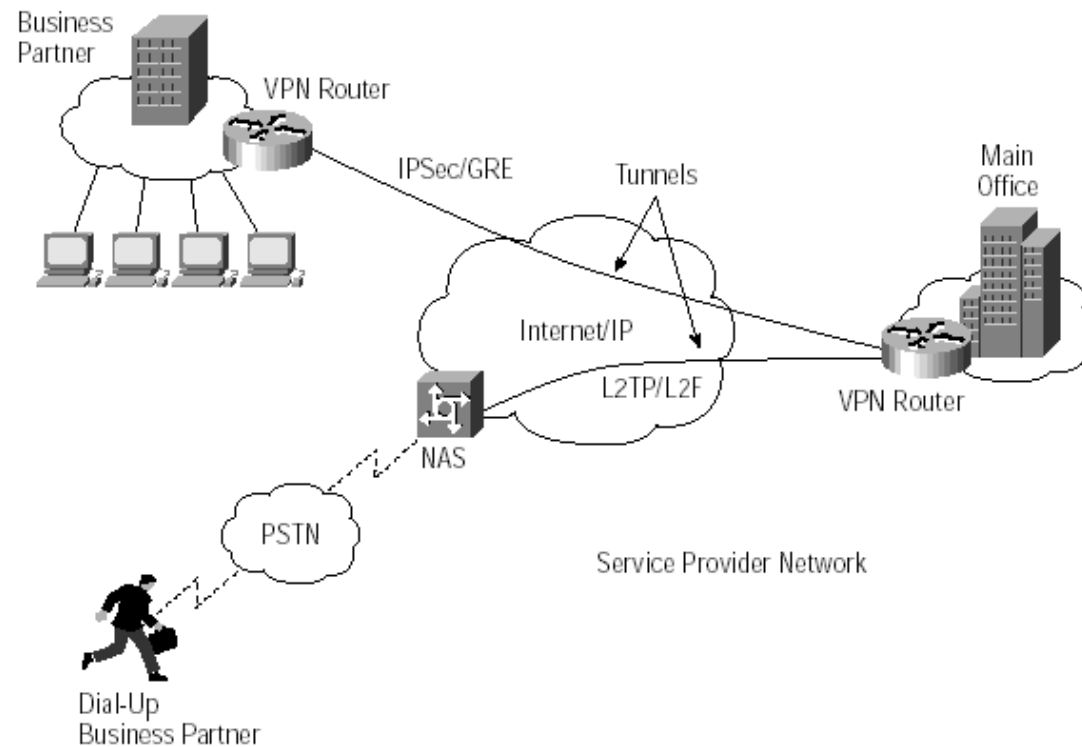 Business
Partner
VPN Router
IPSec/GRE
Tunnels
Main
Office
Internet/IP
L2TP/L2F
VPN Router
NAS
PSTN
Service Provider Network
Dial-Up
Business Partner